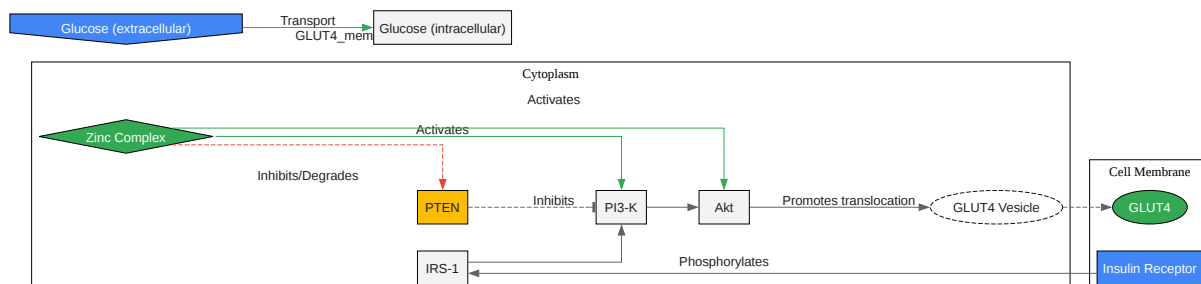 Glucose (extracellular)
Transport
GLUT4_mem
Glucose (intracellular)
Cytoplasm
Activates
Zinc Complex
Activates
Inhibits/Degrades
Cell Membrane
PTEN
Inhibits
PI3-K
Akt
Promotes translocation
GLUT4 Vesicle
GLUT4
IRS-1
Phosphorylates
Insulin Receptor